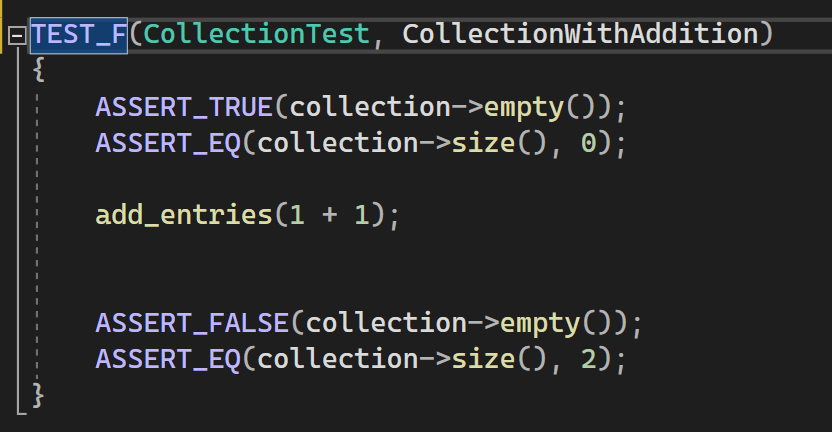 TEST_F(CollectionTest, CollectionWithAddition)
{
    ASSERT_TRUE(collection->empty());
    ASSERT_EQ(collection->size(), 0);
    add_entries(1 + 1);
    ASSERT_FALSE(collection->empty());
    ASSERT_EQ(collection->size(), 2);
}